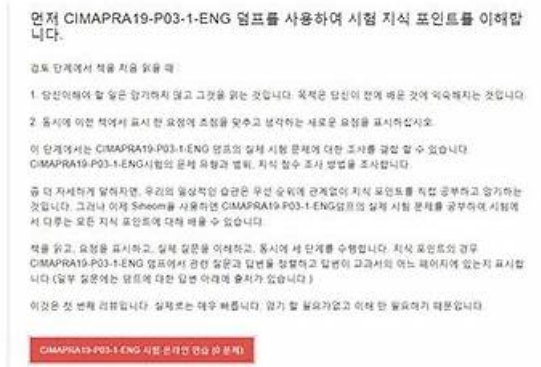 먼저 CIMAPRA19-P03-1-ENG 덤프를 사용하여 시험 지식 포인트를 이해합
니다.
검토 단계에서 책을 처음 읽을 때 :
1. 당신이해야 할 일은 암기하지 않고 그것을 읽는 것입니다. 목적은 당신이 전에 배운 것에 익숙해지는 것입니다.
2. 동시에 이전 책에서 표시 한 요점에 초점을 맞추고 생각하는 새로운 요점을 표시하십시오.
이 단계에서는 CIMAPRA19-P03-1-ENG 덤프의 실제 시험 문제에 대한 조사를 결합 할 수 있습니다.
CIMAPRA19-P03-1-ENG시험의 문제 유형과 범위, 지식 점수 조사 방법을 조사합니다.
좀 더 자세하게 말하자면, 우리의 일상적인 습관은 우선 순위에 관계없이 지식 포인트를 직접 공부하고 암기하는
것입니다. 그러나 이제 Siheom을 사용하면 CIMAPRA19-P03-1-ENG덤프의 실제 시험 문제를 공부하여 시험에
서 다루는 모든 지식 포인트에 대해 배울 수 있습니다.
책을 읽고, 요점을 표시하고, 실제 질문을 이해하고, 동시에 세 단계를 수행합니다. 지식 포인트의 경우
CIMAPRA19-P03-1-ENG 덤프에서 관련 질문과 답변을 정렬하고 답변이 교과서의 어느 페이지에 있는지 표시합
니다.(일부 질문에는 덤프에 대한 답변 아래에 출처가 있습니다.)
이것은 첫 번째 리뷰입니다. 실제로는 매우 빠릅니다. 암기 할 필요가없고 이해 만 필요하기 때문입니다.
CIMAPRA19-P03-1-ENG 시험 온라인 연습 (0 문제)